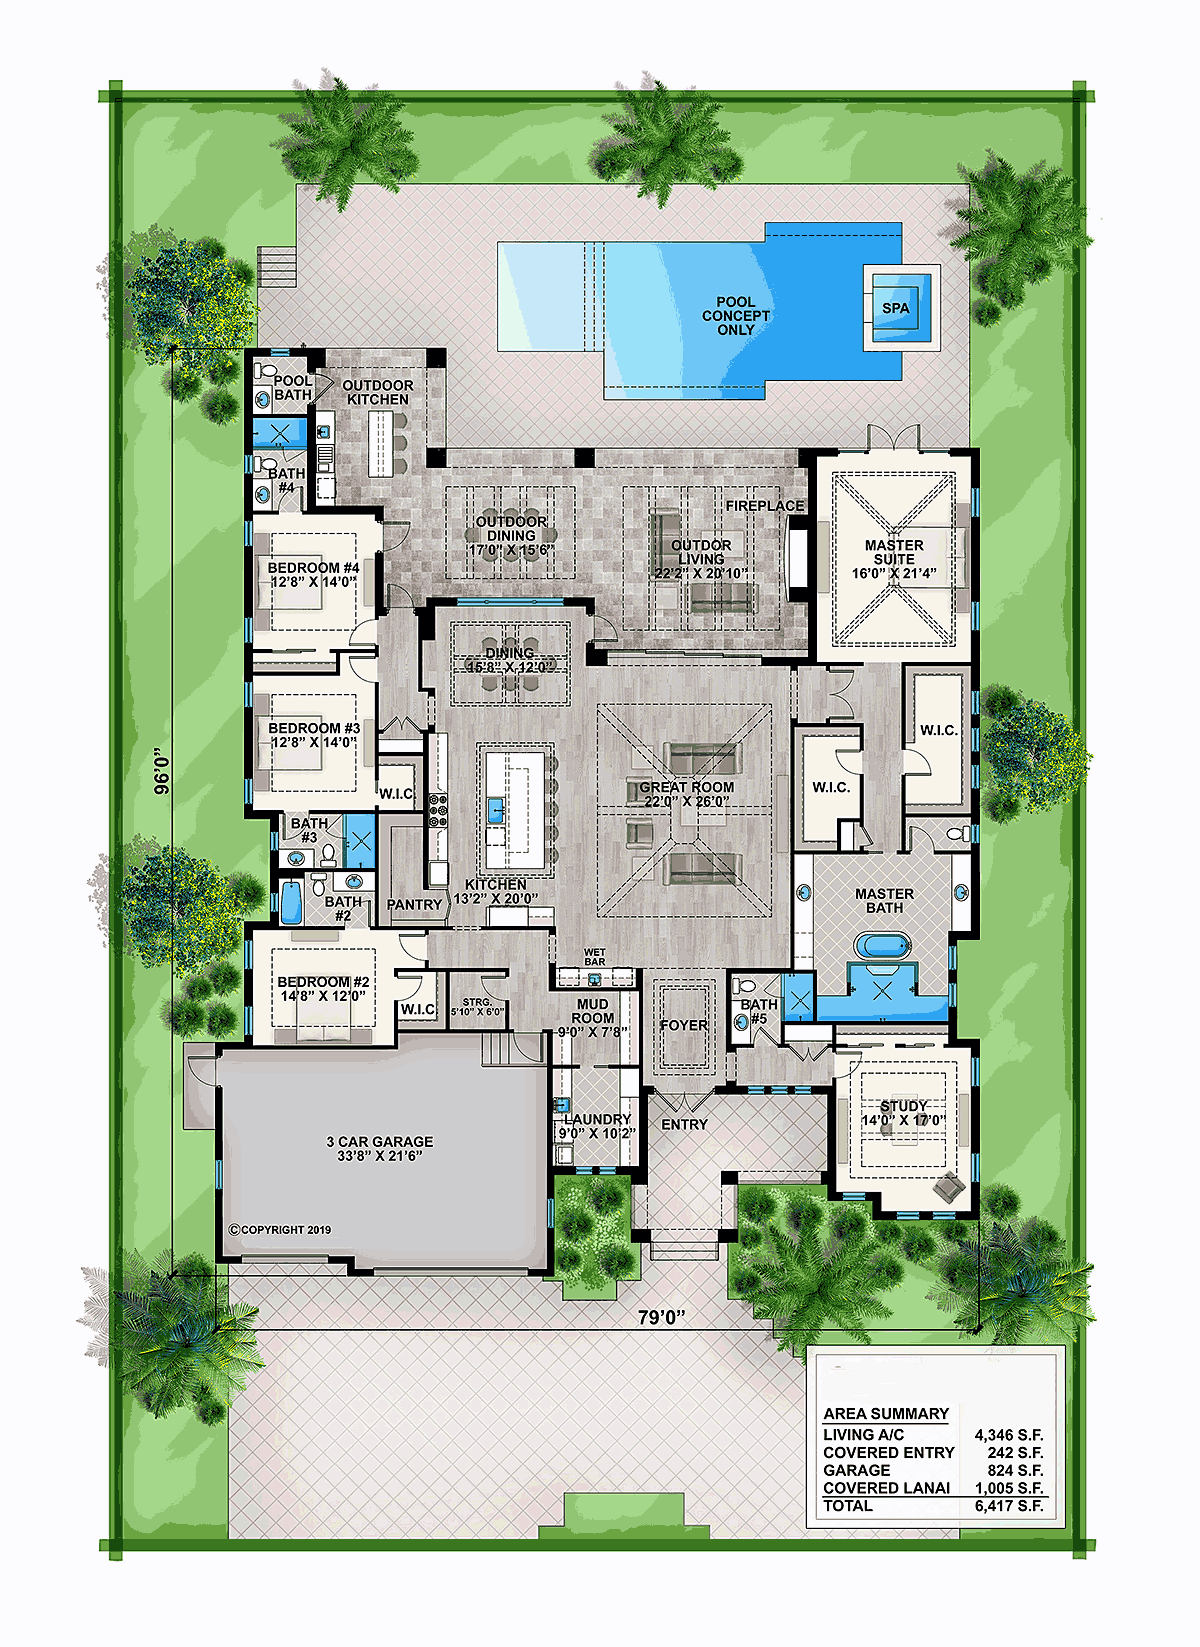 POOL
CONCEPT
ONLY
SPA
POOL
BATH
OUTDOOR
KITCHEN
BATH
#4
FIREPLACE
OUTDOOR
DINING
17'0" X 15'6"
OUTDOR
LIVING
22'2" X 20'10"
MASTER
SUITE
16'0" X 21'4"
BEDROOM #4
12'8" X 14'0"
DINING
15'8" X 12'0"
BEDROOM #3
12'8" X 14'0"
W.I.C.
W.I.C.
W.I.C.
GREAT ROOM
22'0" X 26'0"
96'0"
BATH
#3
KITCHEN
13'2" X 20'0"
PANTRY
BATH
#2
MASTER
BATH
WET
BAR
BEDROOM #2
14'8" X 12'0"
W.I.C
STRG.
5'10" X 6'0"
MUD
ROOM
9'0" X 7'8"
FOYER
BATH
#5
LAUNDRY
9'0" X 10'2"
ENTRY
STUDY
14'0" X 17'0"
3 CAR GARAGE
33'8" X 21'6"
©COPYRIGHT 2019
79'0"
AREA SUMMARY
LIVING A/C 4,346 S.F.
COVERED ENTRY 242 S.F.
GARAGE 824 S.F.
COVERED LANAI 1,005 S.F.
TOTAL 6,417 S.F.